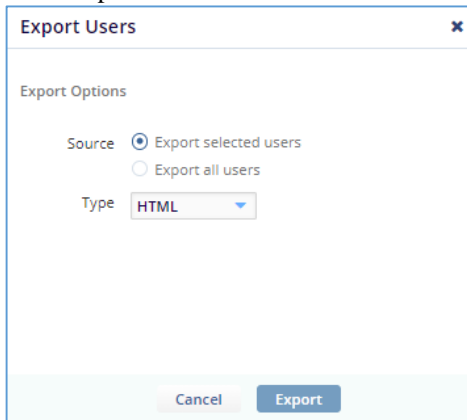 Export Users
Export Options
Source Export selected users
Export all users
Type HTML
Cancel Export